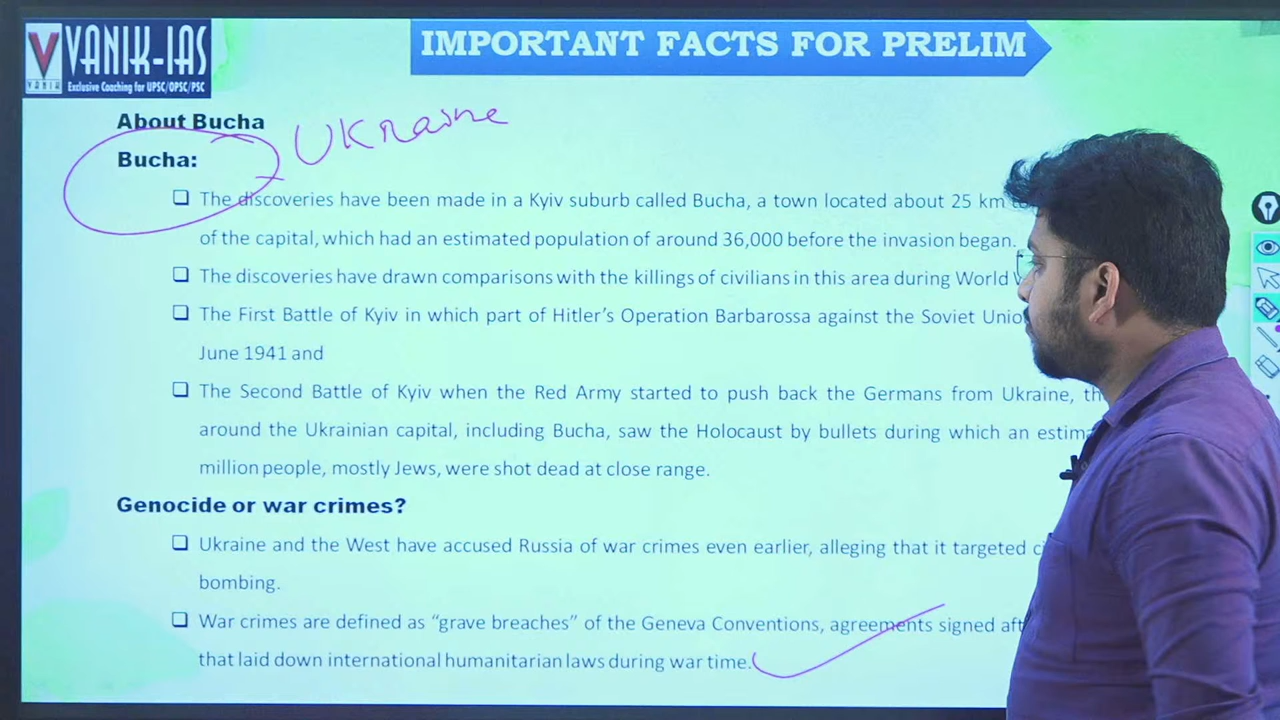 VANIK-IAS
VANIK
Exclusive Coaching for UPSC/OPSC/PSC
IMPORTANT FACTS FOR PRELIM
About Bucha
Ukraine
Bucha:
The discoveries have been made in a Kyiv suburb called Bucha, a town located about 25 km
of the capital, which had an estimated population of around 36,000 before the invasion began.
The discoveries have drawn comparisons with the killings of civilians in this area during World
The First Battle of Kyiv in which part of Hitler's Operation Barbarossa against the Soviet
June 1941 and
The Second Battle of Kyiv when the Red Army started to push back the Germans from Ukraine,
around the Ukrainian capital, including Bucha, saw the Holocaust by bullets during which an
million people, mostly Jews, were shot dead at close range.
Genocide or war crimes?
Ukraine and the West have accused Russia of war crimes even earlier, alleging that it targeted
bombing.
War crimes are defined as “grave breaches” of the Geneva Conventions, agreements signed
that laid down international humanitarian laws during war time.